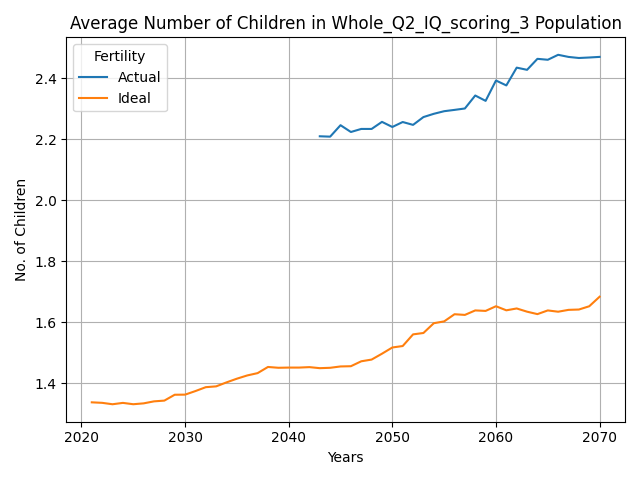 Average Number of Children in Whole_Q2_IQ_scoring_3 Population
Fertility
Actual
Ideal
No. of Children
2.4
2.2
2.0
1.8
1.6
1.4
2020 2030 2040 2050 2060 2070
Years